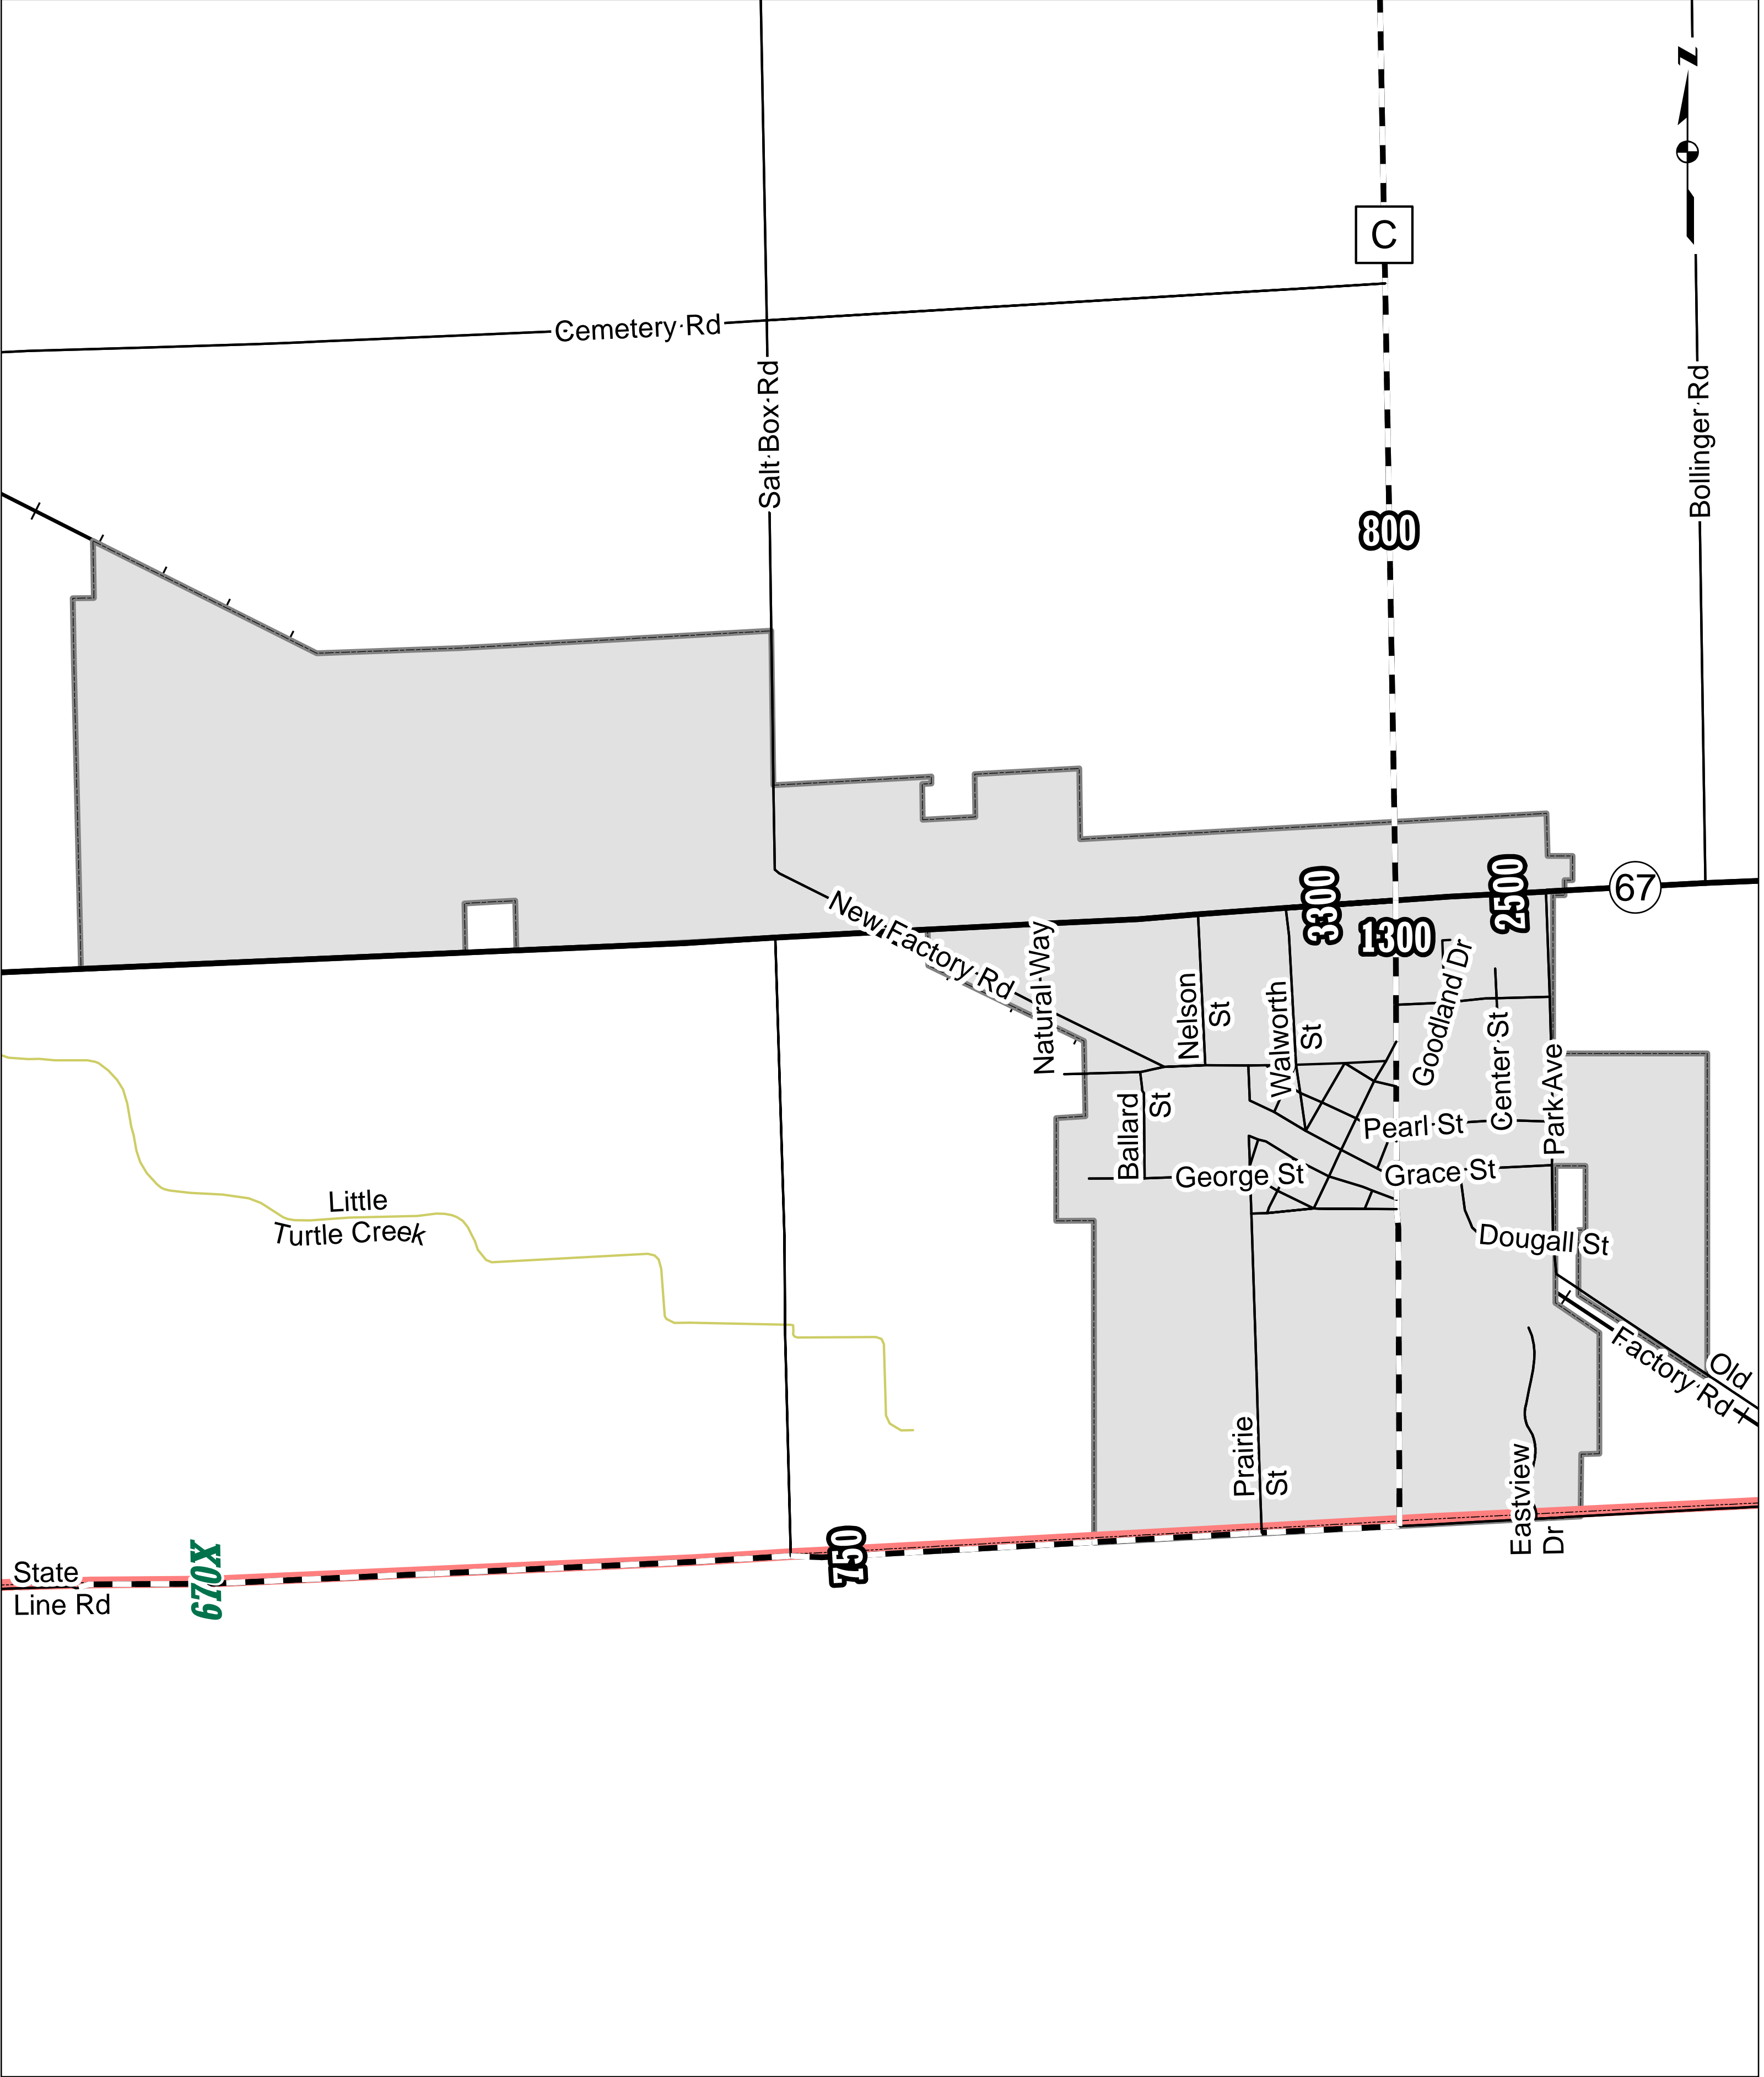 N
C
Cemetery Rd
Salt Box Rd
Bollinger Rd
800
67
3300
2500
1300
New Factory Rd
Natural Way
Nelson
St
Walworth
St
Goodland Dr
Center St
Park Ave
Ballard
St
Pearl St
George St
Grace St
Little
Turtle Creek
Dougall St
Old
Factory Rd
Prairie
St
Eastview
Dr
750
670X
State
Line Rd